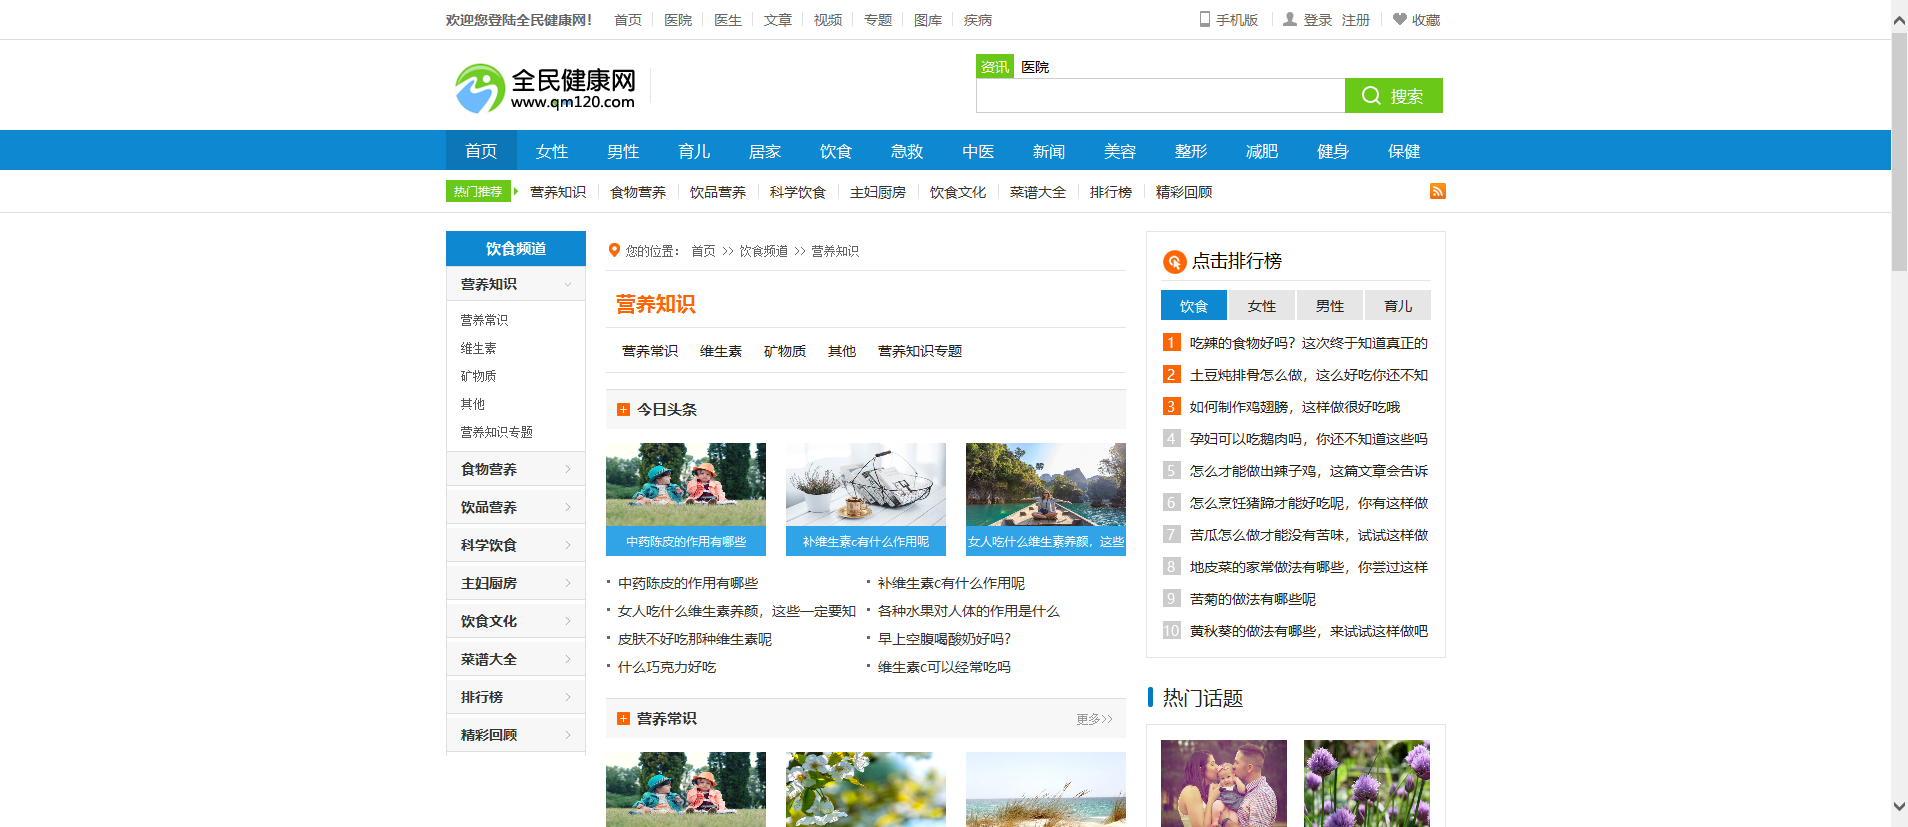 欢迎您登陆全民健康网！ 首页 医院 医生 文章 视频 专题 图库 疾病 手机版 登录 注册 收藏
全民健康网
www.qm120.com
资讯 医院
搜索
首页 女性 男性 育儿 居家 饮食 急救 中医 新闻 美容 整形 减肥 健身 保健
热门推荐 营养知识 食物营养 饮品营养 科学饮食 主妇厨房 饮食文化 菜谱大全 排行榜 精彩回顾
饮食频道
营养知识
营养常识
维生素
矿物质
其他
营养知识专题
食物营养
饮品营养
科学饮食
主妇厨房
饮食文化
菜谱大全
排行榜
精彩回顾
您的位置： 首页 >> 饮食频道 >> 营养知识
营养知识
营养常识 维生素 矿物质 其他 营养知识专题
今日头条
中药陈皮的作用有哪些 补维生素c有什么作用呢 女人吃什么维生素养颜，这些
中药陈皮的作用有哪些 补维生素c有什么作用呢
女人吃什么维生素养颜，这些一定要知 各种水果对人体的作用是什么
皮肤不好吃那种维生素呢 早上空腹喝酸奶好吗?
什么巧克力好吃 维生素c可以经常吃吗
营养常识 更多>>
点击排行榜
饮食 女性 男性 育儿
1 吃辣的食物好吗？这次终于知道真正的
2 土豆炖排骨怎么做，这么好吃你还不知
3 如何制作鸡翅膀，这样做很好吃哦
4 孕妇可以吃鹅肉吗，你还不知道这些吗
5 怎么才能做出辣子鸡，这篇文章会告诉
6 怎么烹饪猪蹄才能好吃呢，你有这样做
7 苦瓜怎么做才能没有苦味，试试这样做
8 地皮菜的家常做法有哪些，你尝过这样
9 苦菊的做法有哪些呢
10 黄秋葵的做法有哪些，来试试这样做吧
热门话题